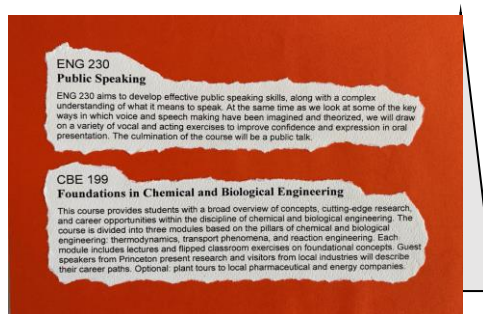 ENG 230
Public Speaking
ENG 230 aims to develop effective public speaking skills, along with a complex
understanding of what it means to speak. At the same time as we look at some of the key
ways in which voice and speech making have been imagined and theorized, we will draw
on a variety of vocal and acting exercises to improve confidence and expression in oral
presentation. The culmination of the course will be a public talk.
CBE 199
Foundations in Chemical and Biological Engineering
This course provides students with a broad overview of concepts, cutting-edge research,
and career opportunities within the discipline of chemical and biological engineering. The
course is divided into three modules based on the pillars of chemical and biological
engineering: thermodynamics, transport phenomena, and reaction engineering. Each
module includes lectures and flipped classroom exercises on foundational concepts. Guest
speakers from Princeton present research and visitors from local industries will describe
their career paths. Optional: plant tours to local pharmaceutical and energy companies.